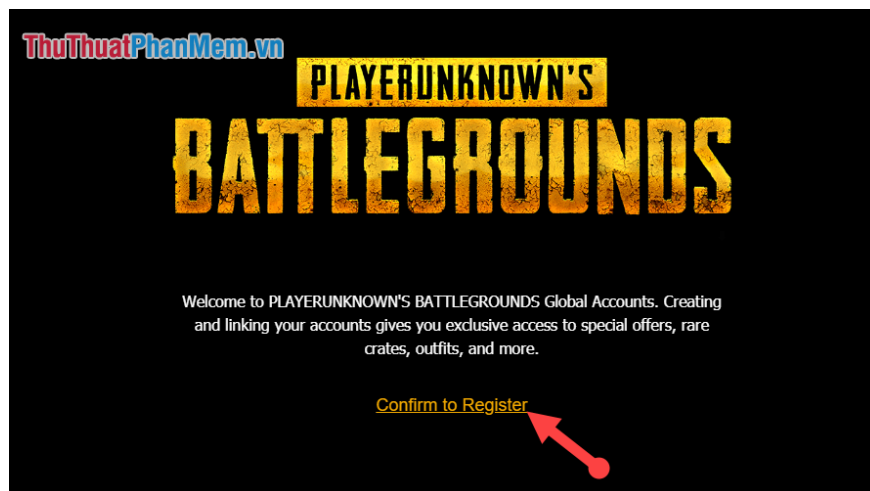 ThuThuatPhanMem.vn
PLAYERUNKNOWN'S
BATTLEGROUNDS
Welcome to PLAYERUNKNOWN'S BATTLEGROUNDS Global Accounts. Creating
and linking your accounts gives you exclusive access to special offers, rare
crates, outfits, and more.
Confirm to Register